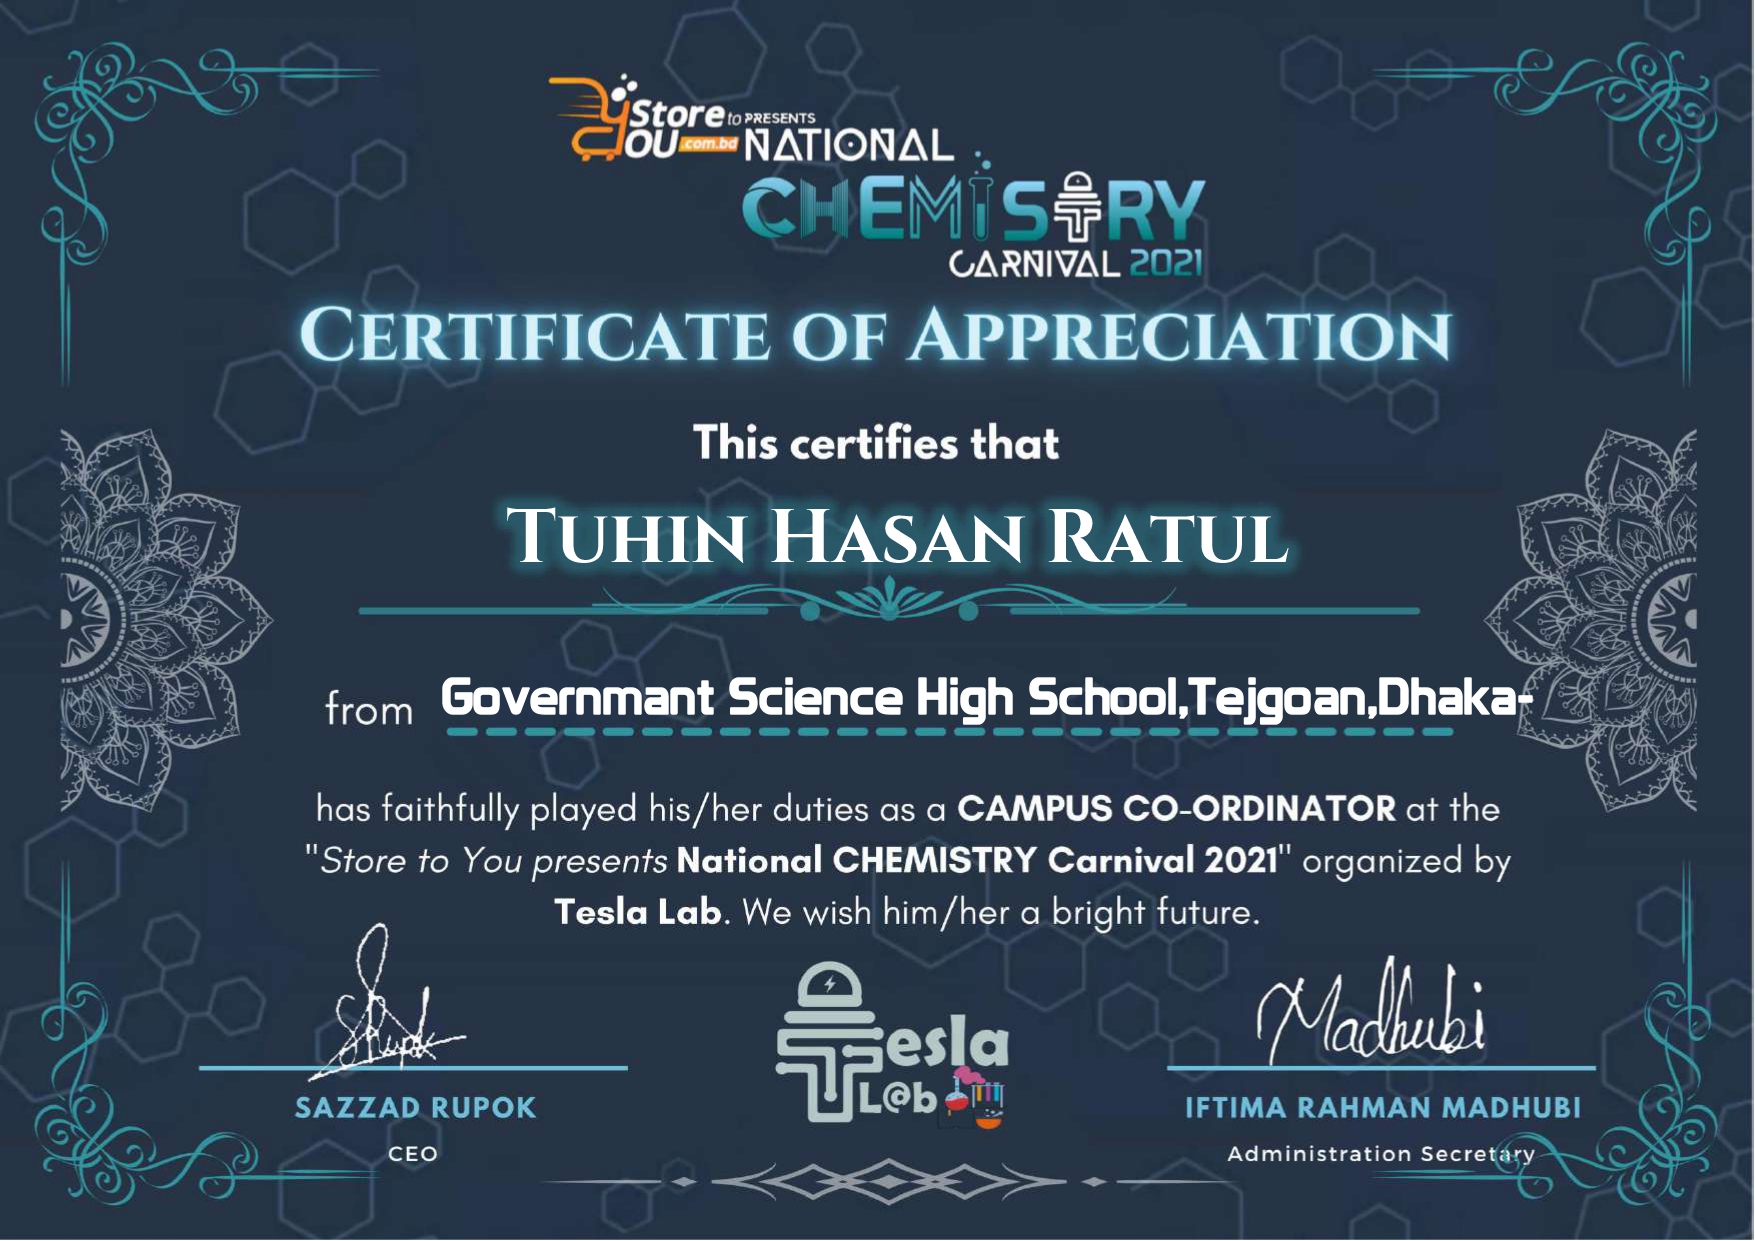 Store to PRESENTS
YOU .com.bd NATIONAL
CHEMISTRY
CARNIVAL 2021
CERTIFICATE OF APPRECIATION
This certifies that
TUHIN HASAN RATUL
from Governmant Science High School,Tejgoan,Dhaka-
has faithfully played his/her duties as a CAMPUS CO-ORDINATOR at the
"Store to You presents National CHEMISTRY Carnival 2021" organized by
Tesla Lab. We wish him/her a bright future.
SRupok
Madhubi
Tesla
L@b
SAZZAD RUPOK
IFTIMA RAHMAN MADHUBI
CEO
Administration Secretary